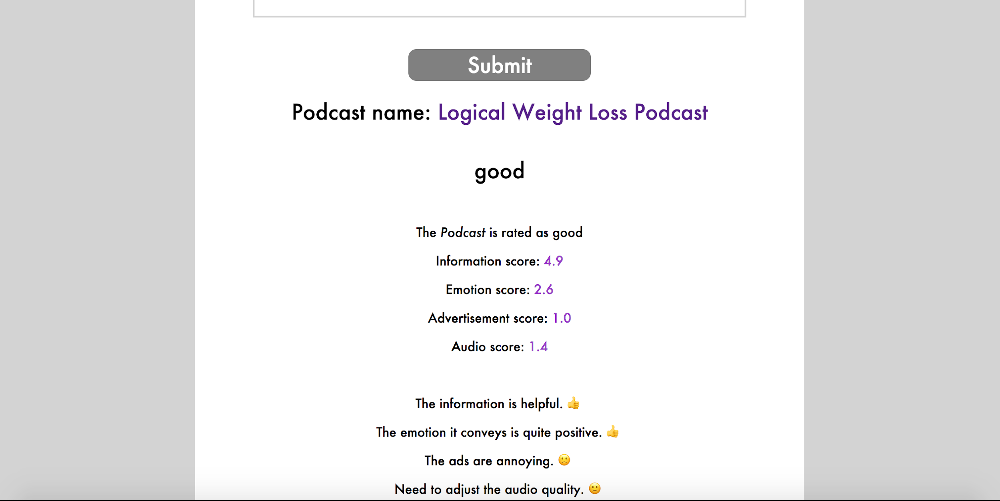 Submit
Podcast name: Logical Weight Loss Podcast
good
The Podcast is rated as good
Information score: 4.9
Emotion score: 2.6
Advertisement score: 1.0
Audio score: 1.4
The information is helpful. 👍
The emotion it conveys is quite positive. 👍
The ads are annoying. 🙁
Need to adjust the audio quality. 🙁